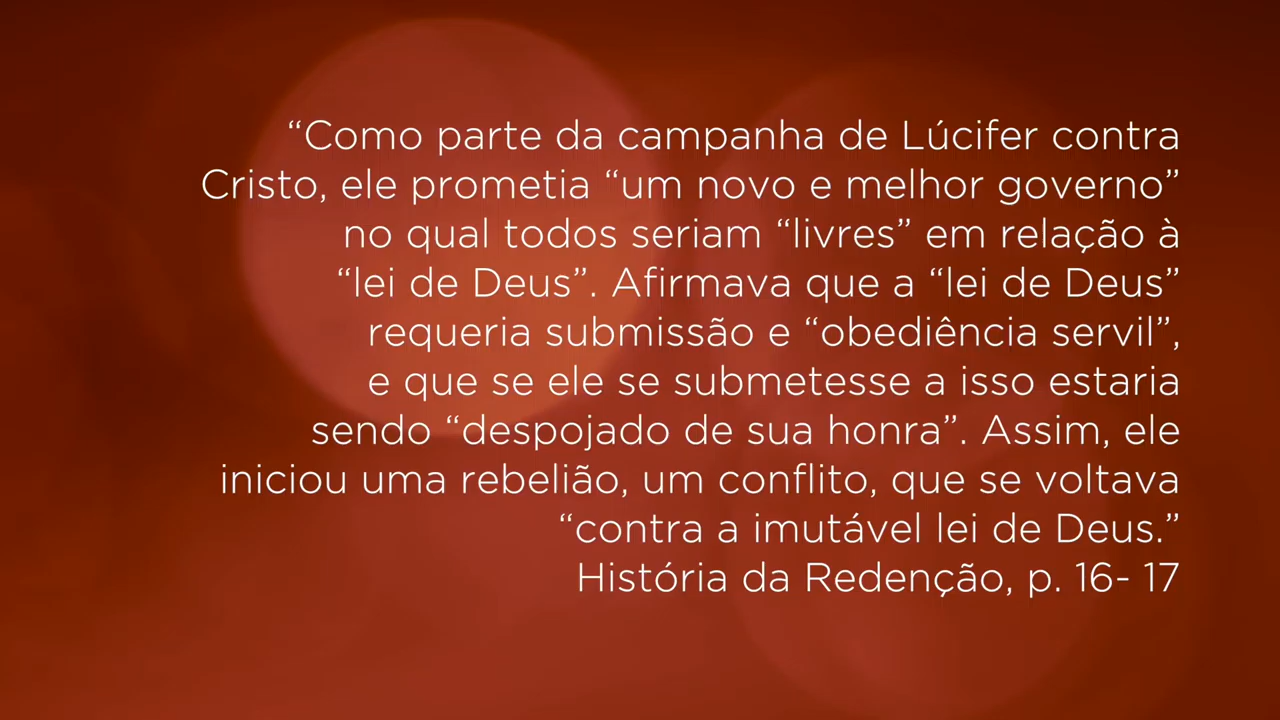 “Como parte da campanha de Lúcifer contra
Cristo, ele prometia “um novo e melhor governo”
no qual todos seriam “livres” em relação à
“lei de Deus”. Afirmava que a “lei de Deus”
requeria submissão e “obediência servil”,
e que se ele se submetesse a isso estaria
sendo “despojado de sua honra”. Assim, ele
iniciou uma rebelião, um conflito, que se voltava
“contra a imutável lei de Deus.”
História da Redenção, p. 16- 17